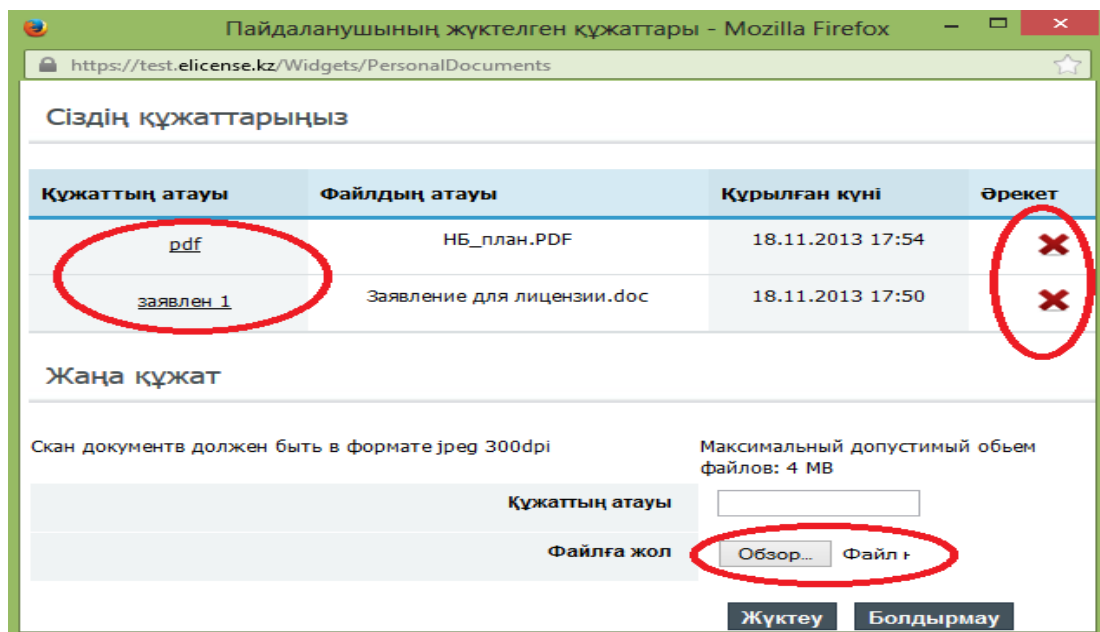 Пайдаланушының жүктелген құжаттары - Mozilla Firefox
https://test.elicense.kz/Widgets/PersonalDocuments
Сіздің құжаттарыңыз
Құжаттың атауы Файлдың атауы Құрылған күні Әрекет
pdf НБ_план.PDF 18.11.2013 17:54
заявлен 1 Заявление для лицензии.doc 18.11.2013 17:50
Жаңа құжат
Скан документв должен быть в формате jpeg 300dpi Максимальный допустимый обьем
файлов: 4 MB
Құжаттың атауы
Файлға жол Обзор... Файл
Жүктеу Болдырмау